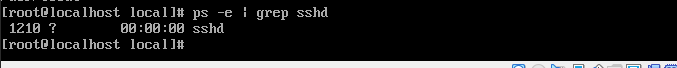 [root@localhost local]# ps -e | grep sshd
1210 ? 00:00:00 sshd
[root@localhost local]#